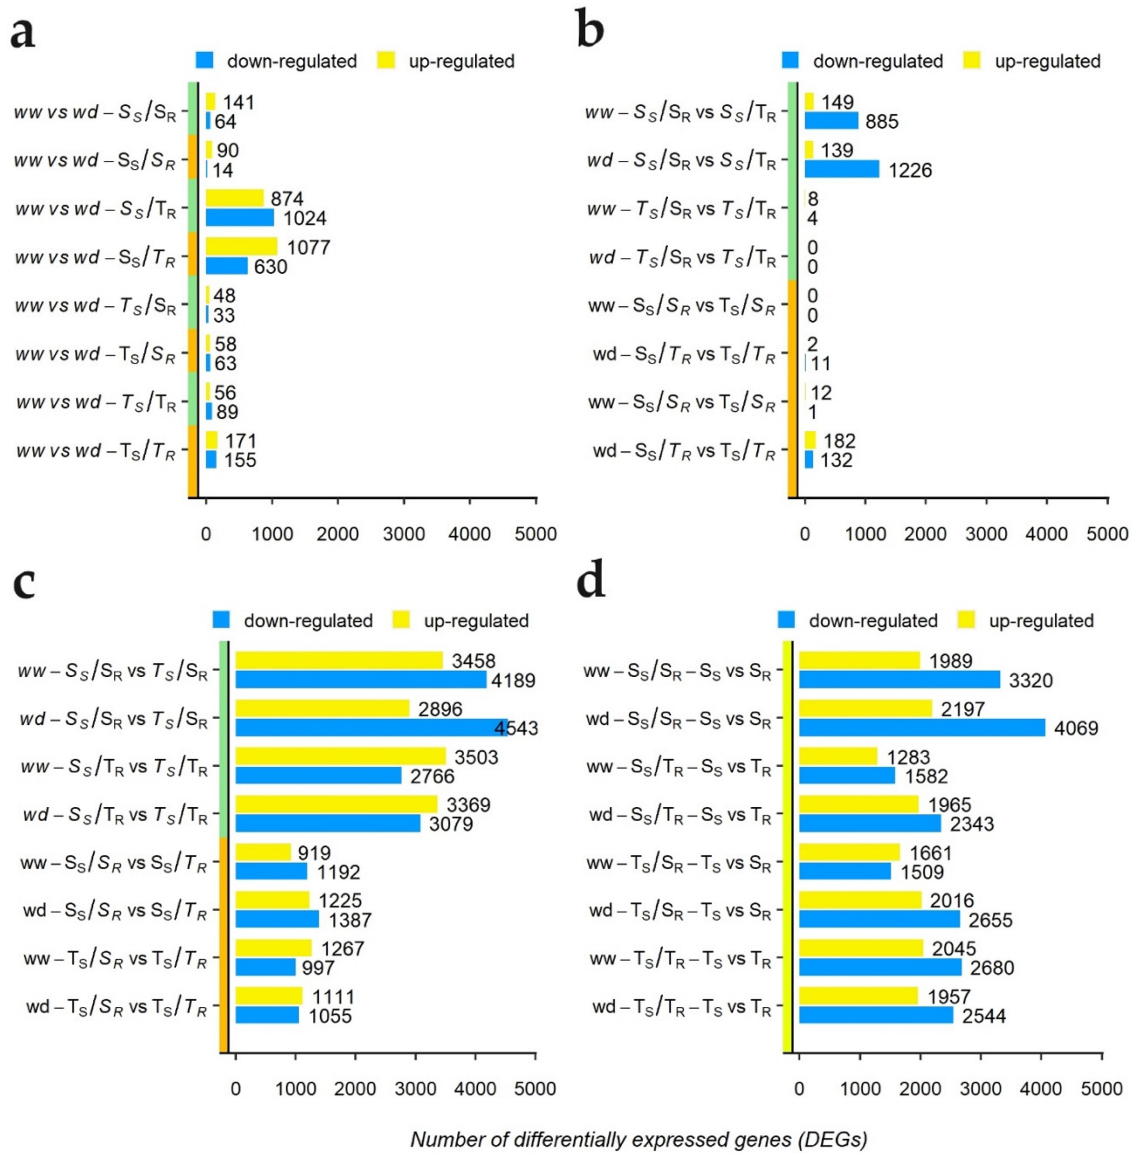 a
down-regulated up-regulated
ww vs wd – S_S/S_R 141
64
ww vs wd – S_S/S_R 90
14
ww vs wd – S_S/T_R 874
1024
ww vs wd – S_S/T_R 1077
630
ww vs wd – T_S/S_R 48
33
ww vs wd – T_S/S_R 58
63
ww vs wd – T_S/T_R 56
89
ww vs wd – T_S/T_R 171
155
0 1000 2000 3000 4000 5000
b
down-regulated up-regulated
ww – S_S/S_R vs S_S/T_R 149
885
wd – S_S/S_R vs S_S/T_R 139
1226
ww – T_S/S_R vs T_S/T_R 8
4
wd – T_S/S_R vs T_S/T_R 0
0
ww – S_S/S_R vs T_S/S_R 0
0
wd – S_S/T_R vs T_S/T_R 2
11
ww – S_S/S_R vs T_S/S_R 12
1
wd – S_S/T_R vs T_S/T_R 182
132
0 1000 2000 3000 4000 5000
c
down-regulated up-regulated
ww – S_S/S_R vs T_S/S_R 3458
4189
wd – S_S/S_R vs T_S/S_R 2896
4543
ww – S_S/T_R vs T_S/T_R 3503
2766
wd – S_S/T_R vs T_S/T_R 3369
3079
ww – S_S/S_R vs S_S/T_R 919
1192
wd – S_S/S_R vs S_S/T_R 1225
1387
ww – T_S/S_R vs T_S/T_R 1267
997
wd – T_S/S_R vs T_S/T_R 1111
1055
0 1000 2000 3000 4000 5000
d
down-regulated up-regulated
ww – S_S/S_R – S_S vs S_R 1989
3320
wd – S_S/S_R – S_S vs S_R 2197
4069
ww – S_S/T_R – S_S vs T_R 1283
1582
wd – S_S/T_R – S_S vs T_R 1965
2343
ww – T_S/S_R – T_S vs S_R 1661
1509
wd – T_S/S_R – T_S vs S_R 2016
2655
ww – T_S/T_R – T_S vs T_R 2045
2680
wd – T_S/T_R – T_S vs T_R 1957
2544
0 1000 2000 3000 4000 5000
Number of differentially expressed genes (DEGs)